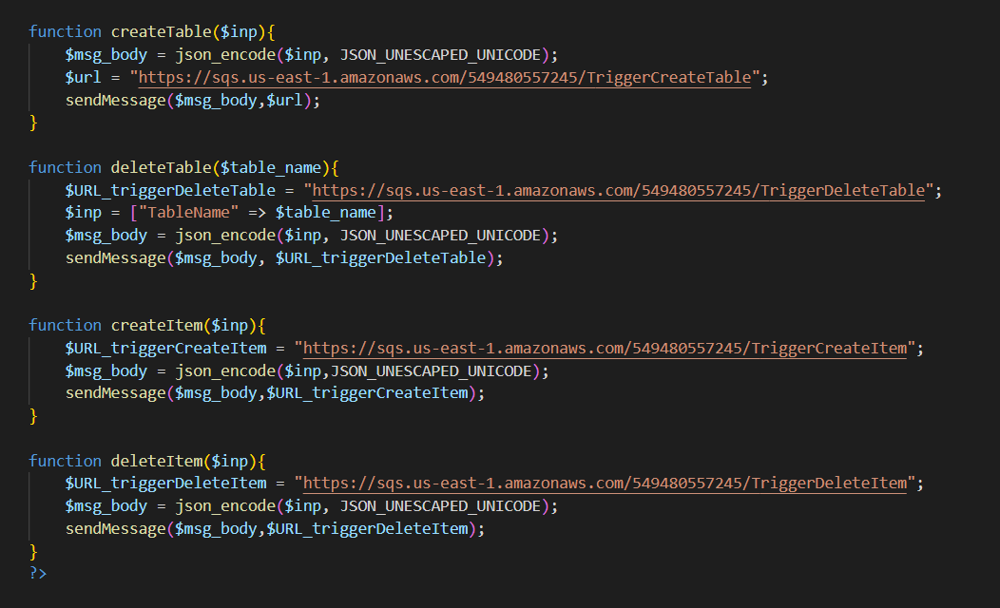 function createTable($inp){
$msg_body = json_encode($inp, JSON_UNESCAPED_UNICODE);
$url = "https://sqs.us-east-1.amazonaws.com/549480557245/TriggerCreateTable";
sendMessage($msg_body,$url);
}
function deleteTable($table_name){
$URL_triggerDeleteTable = "https://sqs.us-east-1.amazonaws.com/549480557245/TriggerDeleteTable";
$inp = ["TableName" => $table_name];
$msg_body = json_encode($inp, JSON_UNESCAPED_UNICODE);
sendMessage($msg_body, $URL_triggerDeleteTable);
}
function createItem($inp){
$URL_triggerCreateItem = "https://sqs.us-east-1.amazonaws.com/549480557245/TriggerCreateItem";
$msg_body = json_encode($inp,JSON_UNESCAPED_UNICODE);
sendMessage($msg_body,$URL_triggerCreateItem);
}
function deleteItem($inp){
$URL_triggerDeleteItem = "https://sqs.us-east-1.amazonaws.com/549480557245/TriggerDeleteItem";
$msg_body = json_encode($inp, JSON_UNESCAPED_UNICODE);
sendMessage($msg_body,$URL_triggerDeleteItem);
}
?>